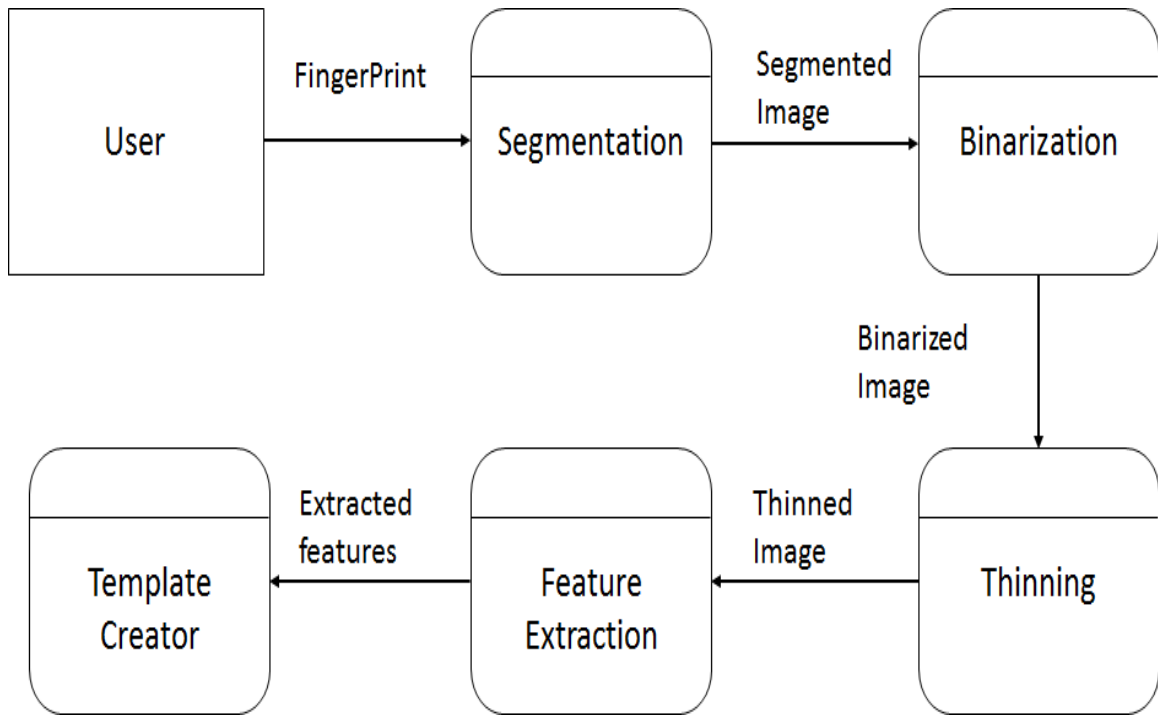 User
FingerPrint
Segmentation
Segmented
Image
Binarization
Binarized
Image
Thinning
Thinned
Image
Feature
Extraction
Extracted
features
Template
Creator